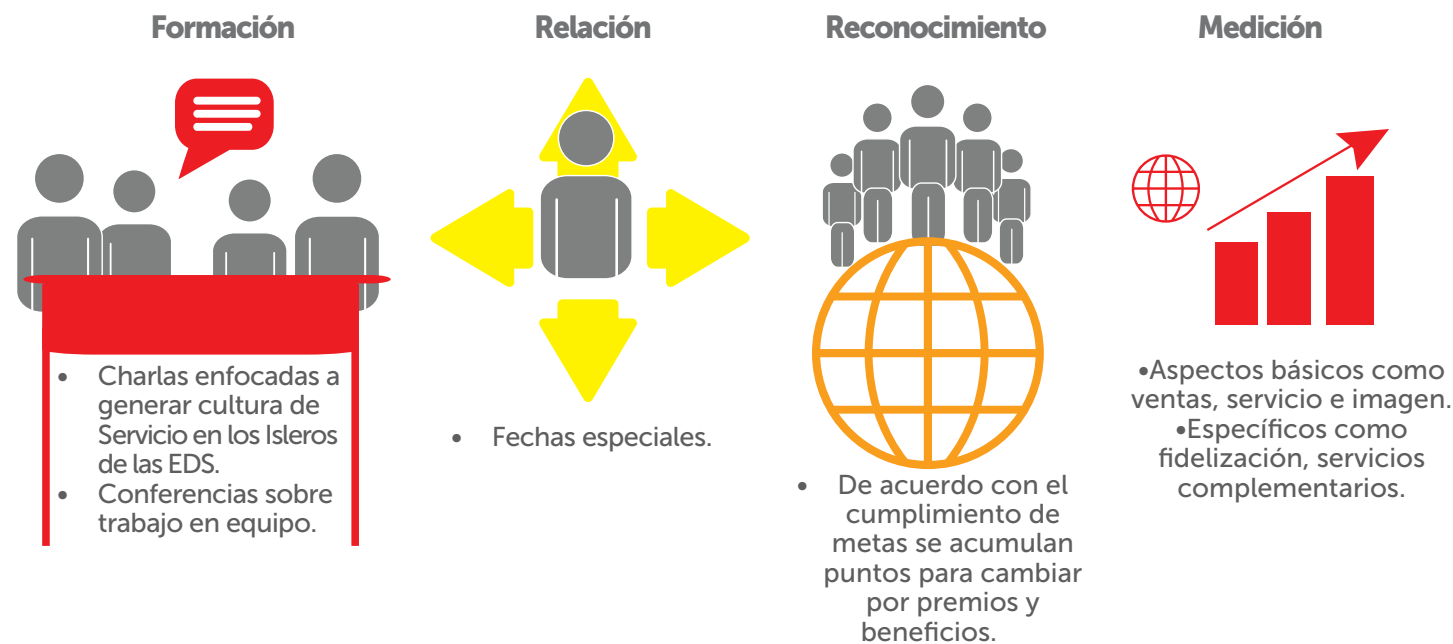 Formación
• Charlas enfocadas a
generar cultura de
Servicio en los Isleros
de las EDS.
• Conferencias sobre
trabajo en equipo.
Relación
• Fechas especiales.
Reconocimiento
• De acuerdo con el
cumplimiento de
metas se acumulan
puntos para cambiar
por premios y
beneficios.
Medición
•Aspectos básicos como
ventas, servicio e imagen.
•Específicos como
fidelización, servicios
complementarios.